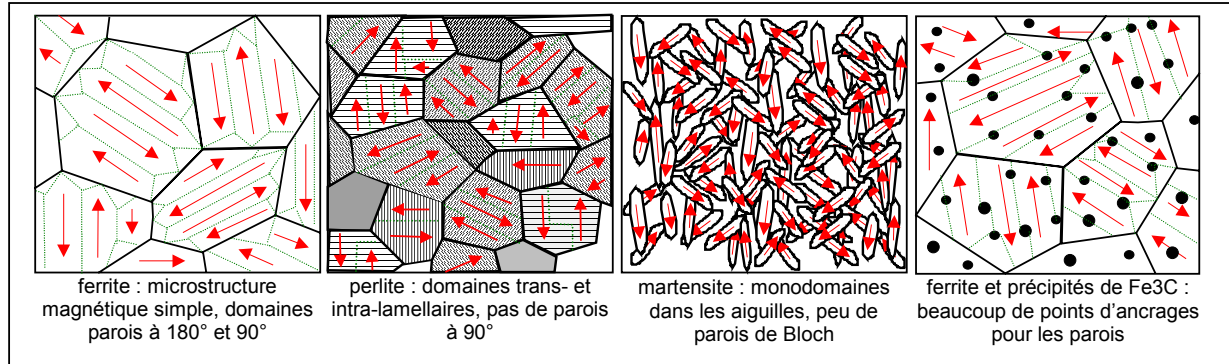 ferrite : microstructure
magnétique simple, domaines
parois à 180° et 90°
perlite : domaines trans- et
intra-lamellaires, pas de parois
à 90°
martensite : monodomaines
dans les aiguilles, peu de
parois de Bloch
ferrite et précipités de Fe3C :
beaucoup de points d'ancrages
pour les parois